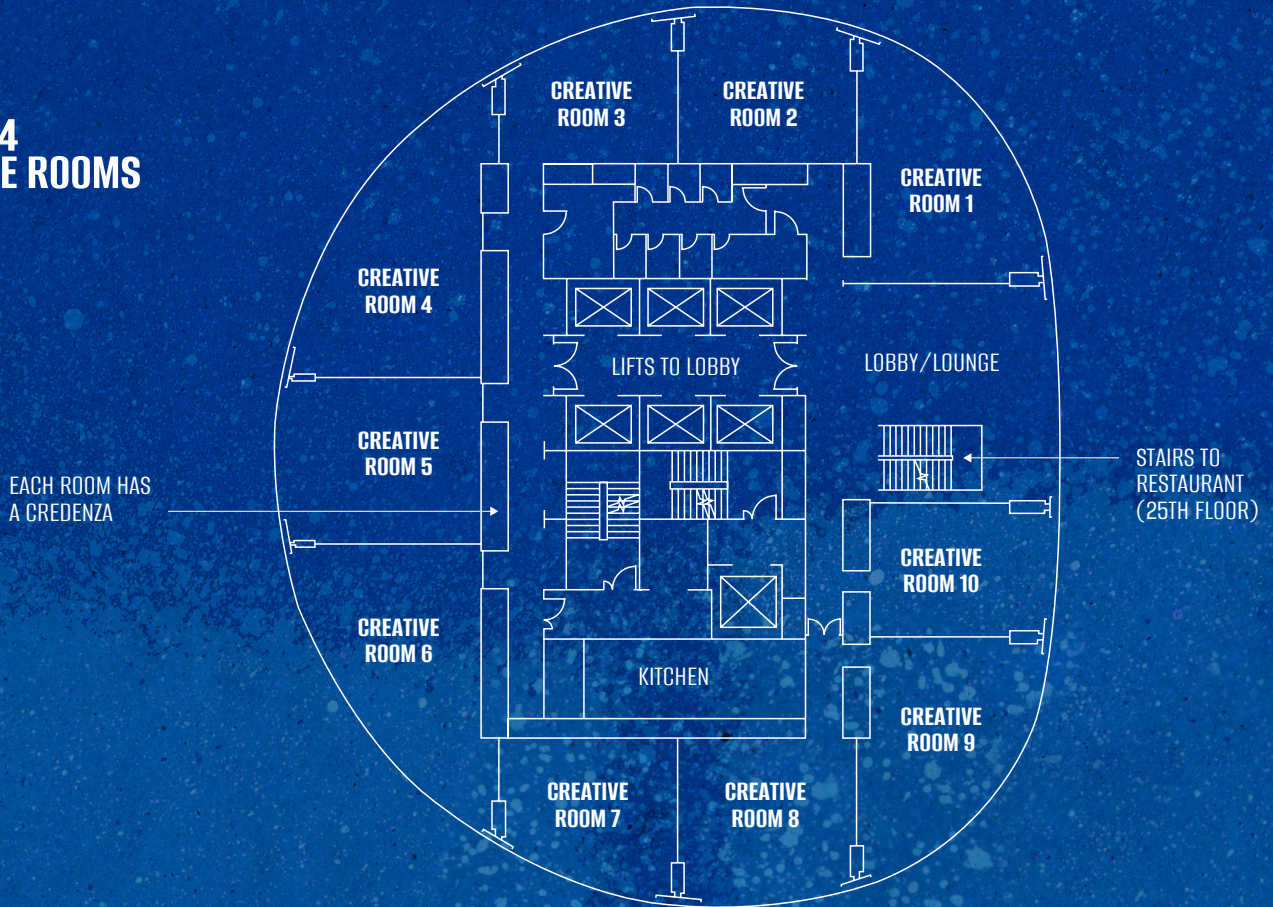 4
E ROOMS
CREATIVE
ROOM 3
CREATIVE
ROOM 2
CREATIVE
ROOM 1
CREATIVE
ROOM 4
LIFTS TO LOBBY
LOBBY/LOUNGE
CREATIVE
ROOM 5
EACH ROOM HAS
A CREDENZA
STAIRS TO
RESTAURANT
(25TH FLOOR)
CREATIVE
ROOM 10
CREATIVE
ROOM 6
KITCHEN
CREATIVE
ROOM 9
CREATIVE
ROOM 7
CREATIVE
ROOM 8